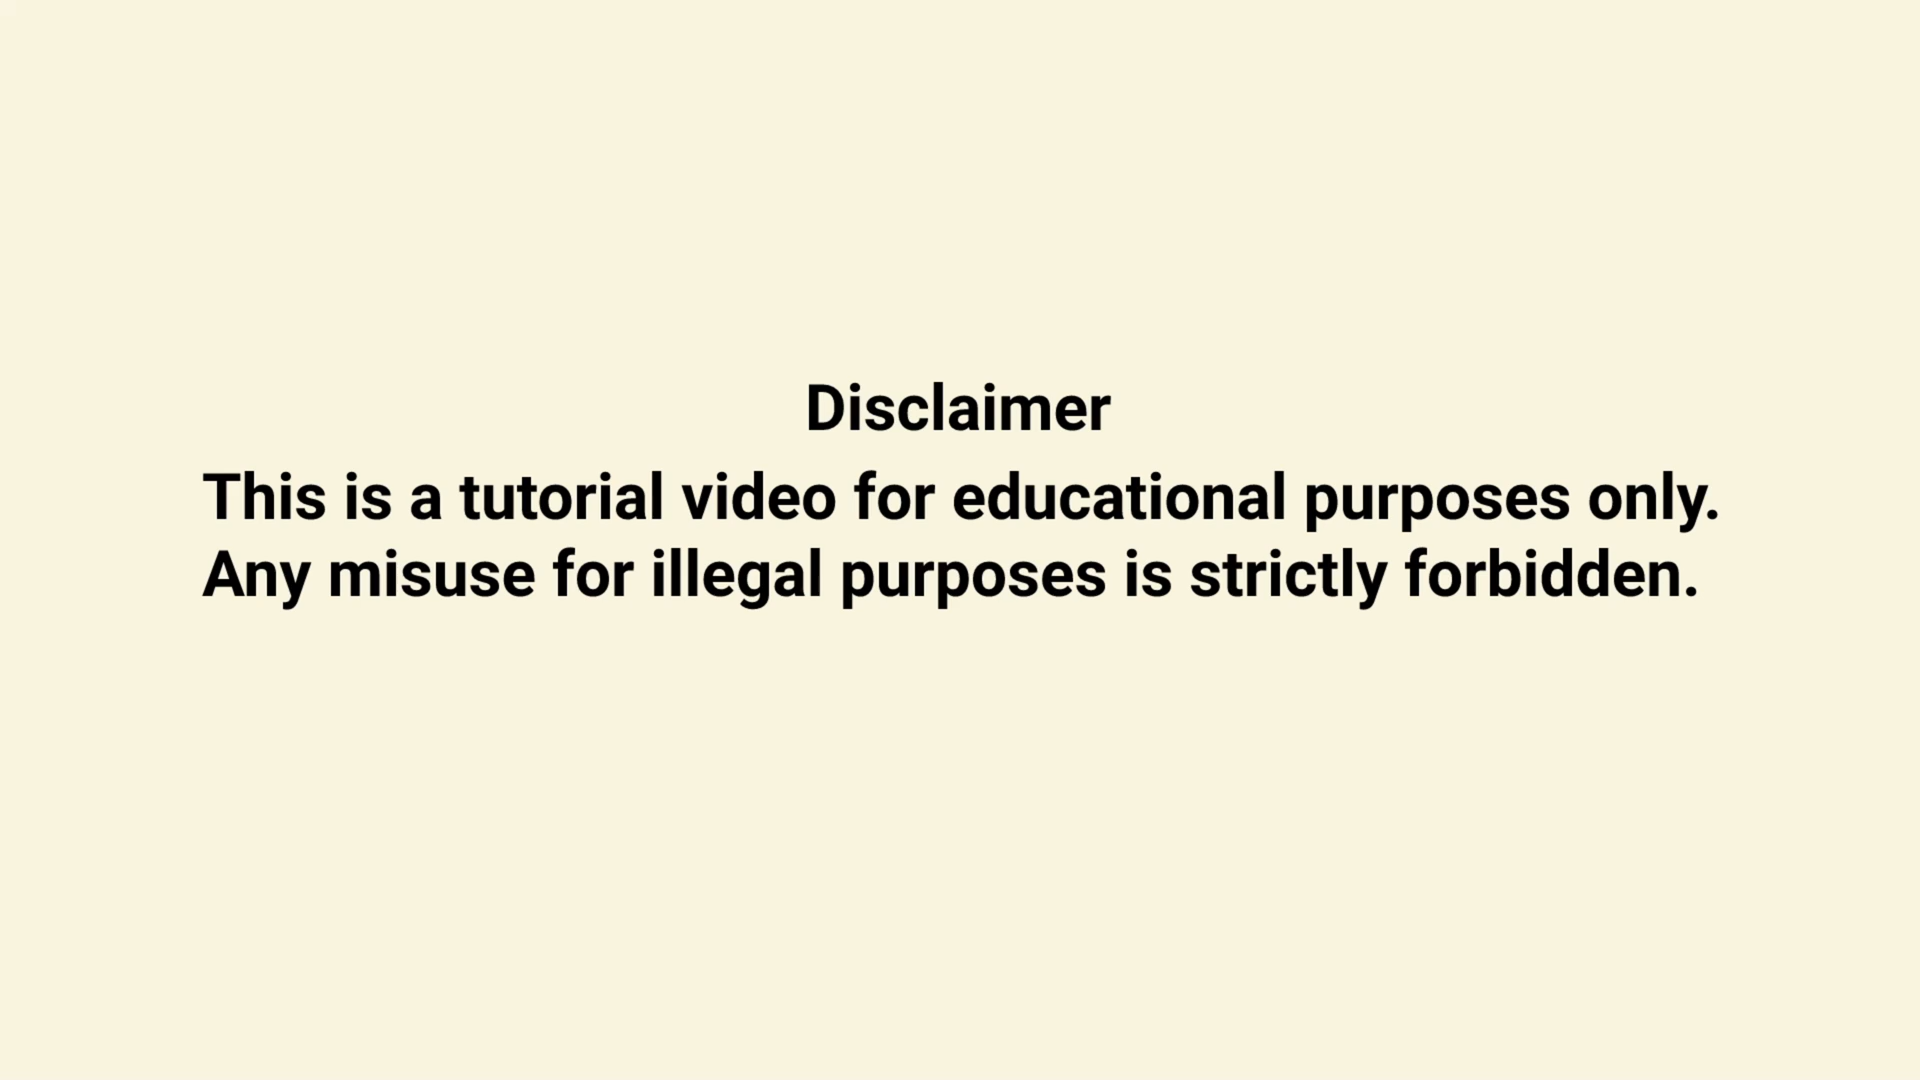 Disclaimer
This is a tutorial video for educational purposes only.
Any misuse for illegal purposes is strictly forbidden.